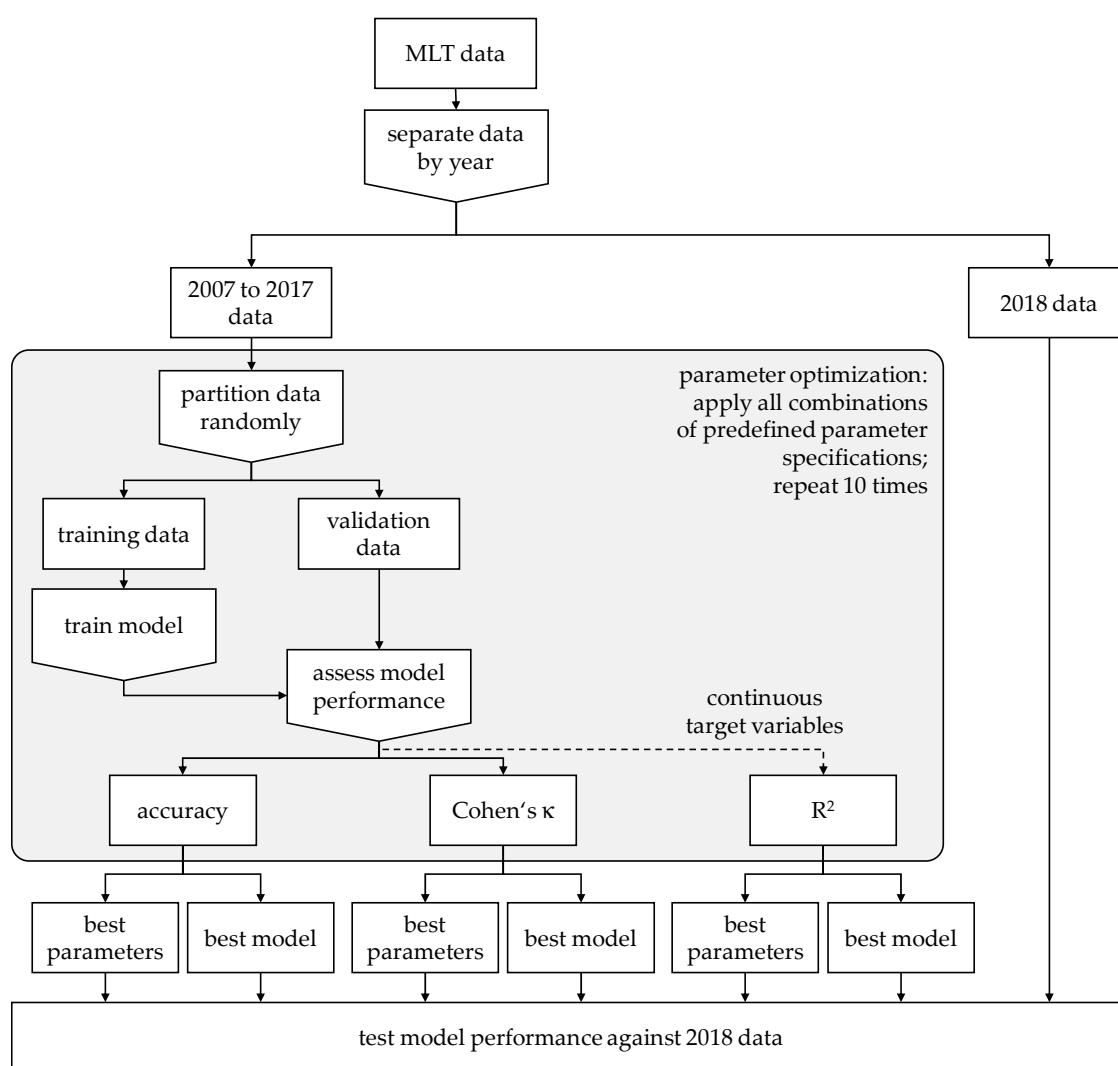 MLT data
separate data
by year
2007 to 2017
data
2018 data
partition data
randomly
parameter optimization:
apply all combinations
of predefined parameter
specifications;
repeat 10 times
training data
validation
data
train model
assess model
performance
continuous
target variables
accuracy
Cohen‘s κ
R²
best
parameters
best model
best
parameters
best model
best
parameters
best model
test model performance against 2018 data